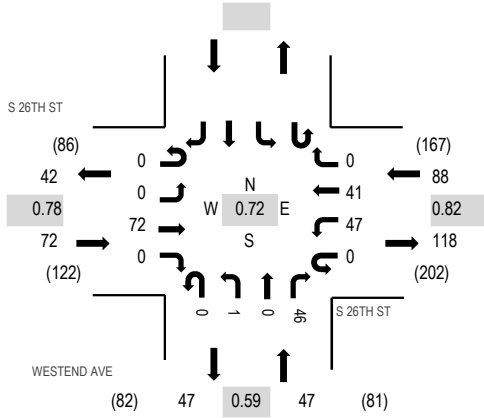 S 26TH ST
(86)
(167)
0
0
42
88
0
N
41
0.78
W 0.72 E
0.82
72
47
72
S
118
0
0
(122)
(202)
0 1 0 46
S 26TH ST
WESTEND AVE
(82) 47 0.59 47 (81)